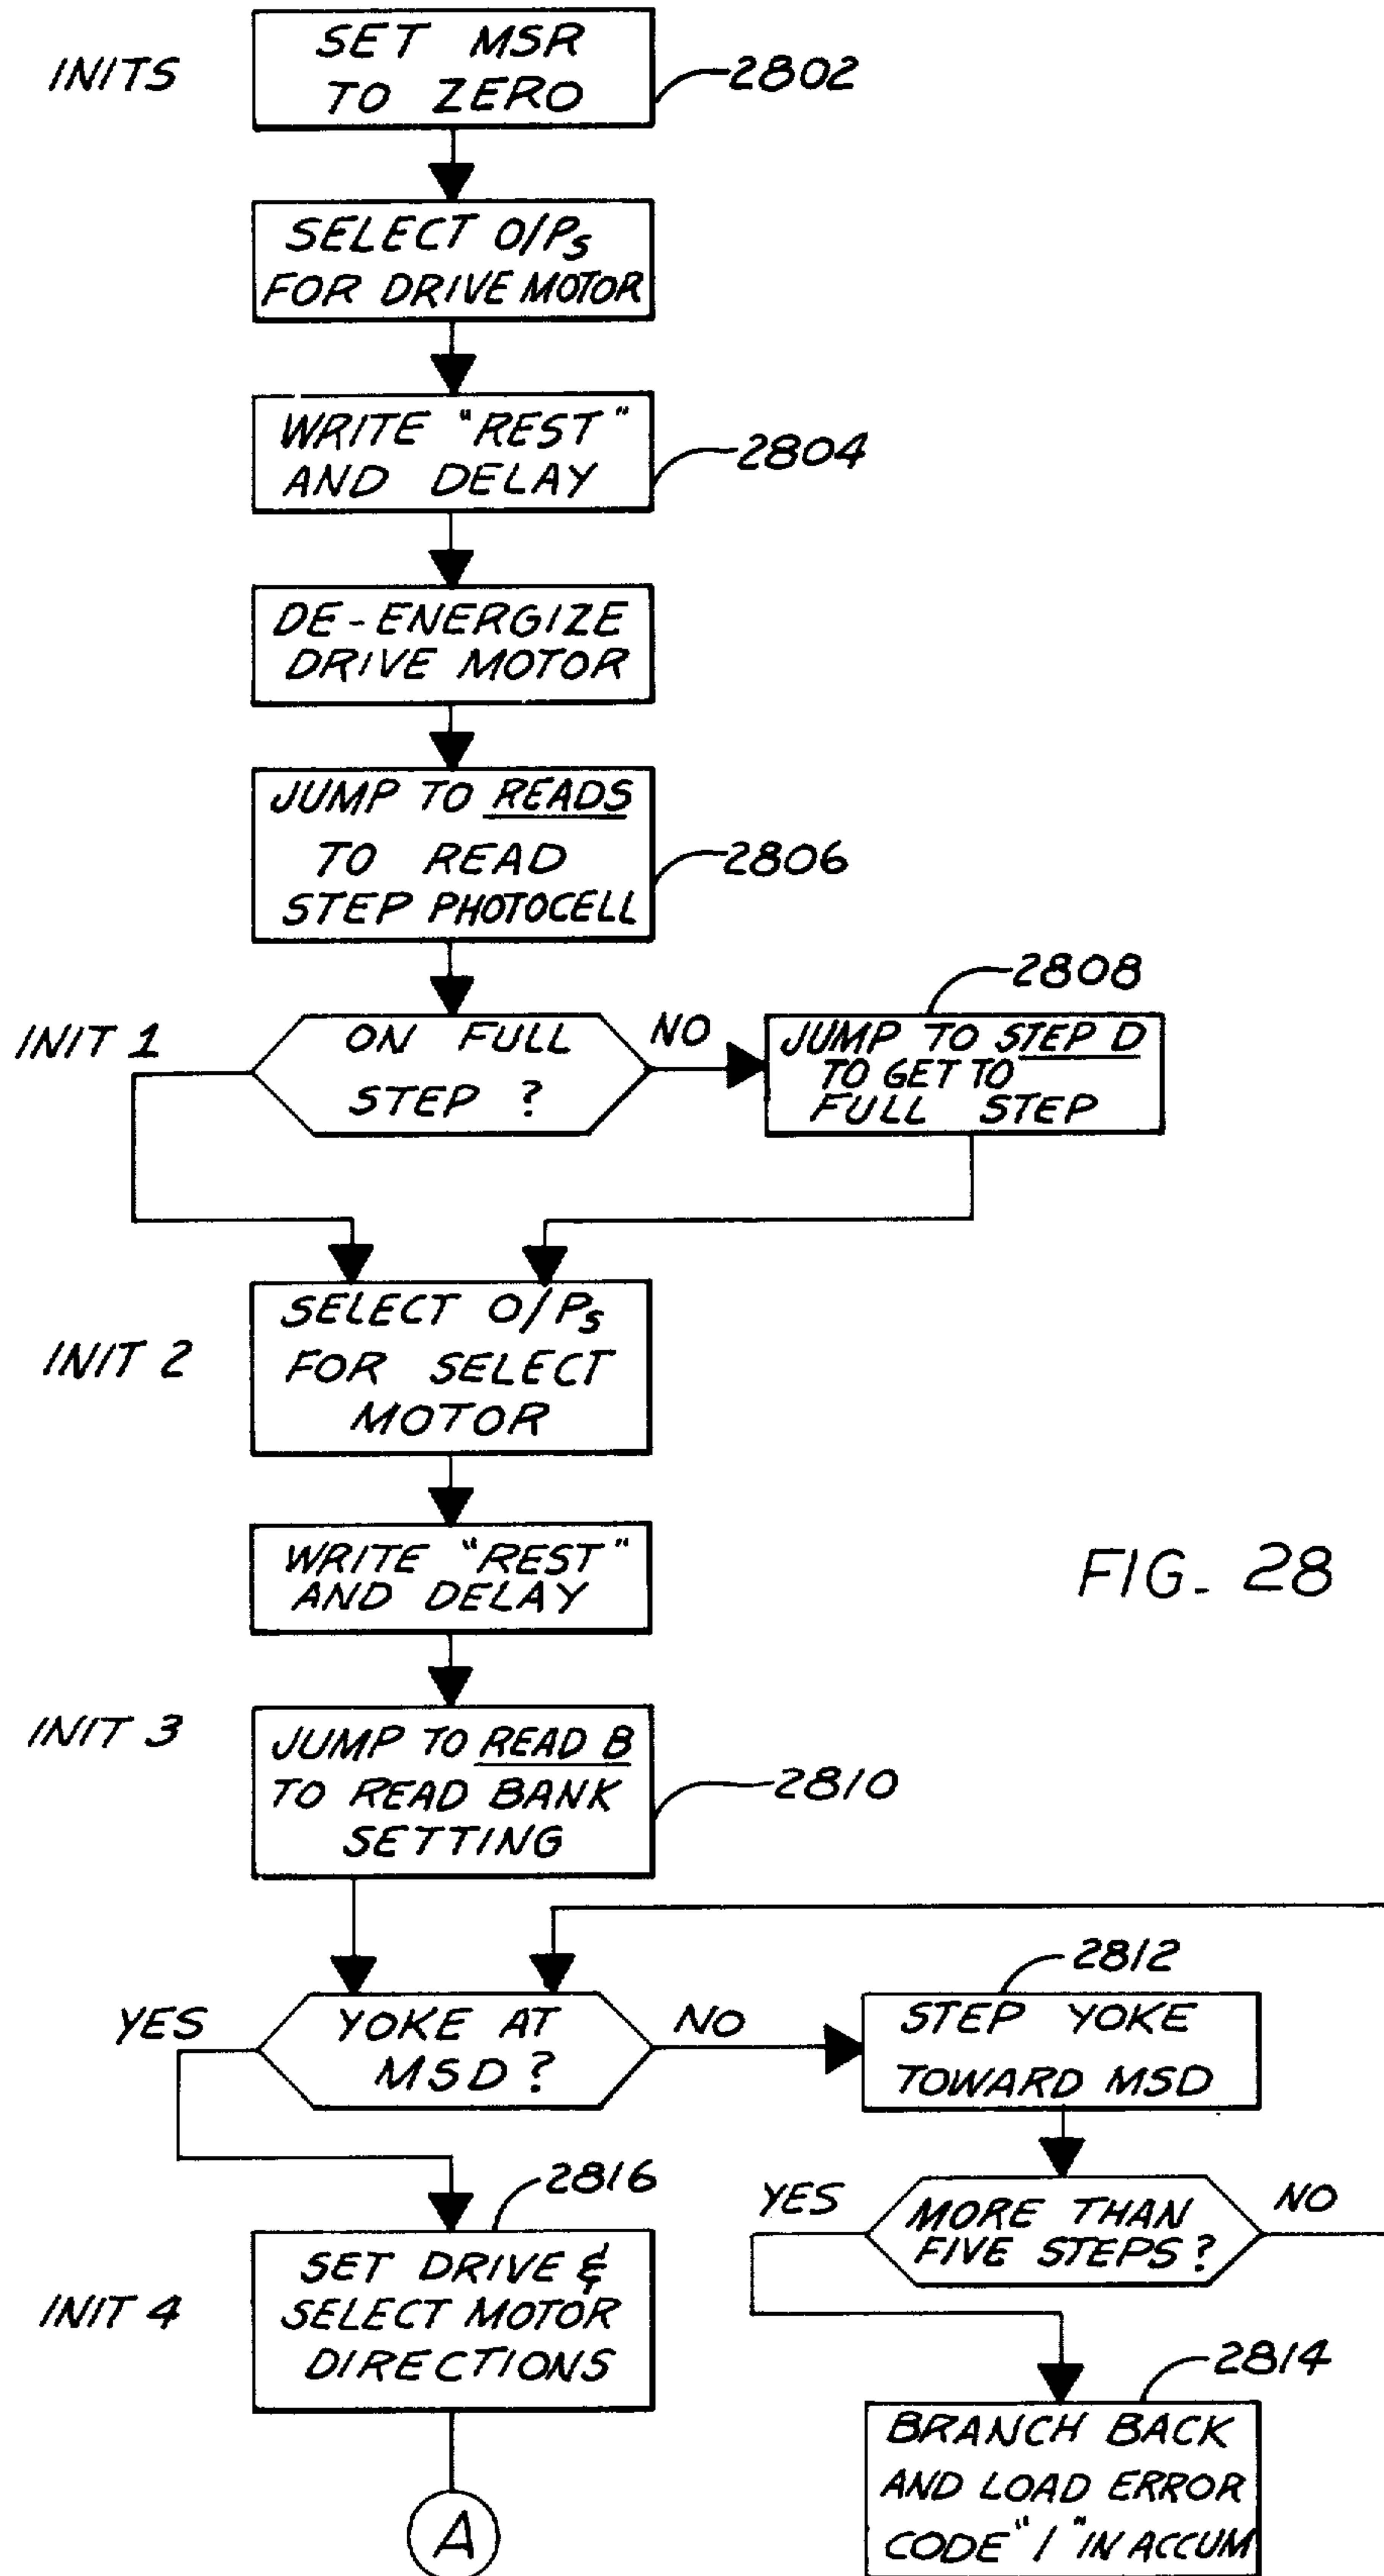 INITS
SET MSR
TO ZERO
2802
SELECT O/Ps
FOR DRIVE MOTOR
WRITE "REST"
AND DELAY
2804
DE-ENERGIZE
DRIVE MOTOR
JUMP TO READS
TO READ
STEP PHOTOCELL
2806
INIT 1
ON FULL
STEP ?
NO
2808
JUMP TO STEP D
TO GET TO
FULL STEP
INIT 2
SELECT O/Ps
FOR SELECT
MOTOR
WRITE "REST"
AND DELAY
FIG. 28
INIT 3
JUMP TO READ B
TO READ BANK
SETTING
2810
YES
YOKE AT
MSD ?
NO
2812
STEP YOKE
TOWARD MSD
YES
MORE THAN
FIVE STEPS ?
NO
2816
INIT 4
SET DRIVE &
SELECT MOTOR
DIRECTIONS
2814
BRANCH BACK
AND LOAD ERROR
CODE "1" IN ACCUM
A